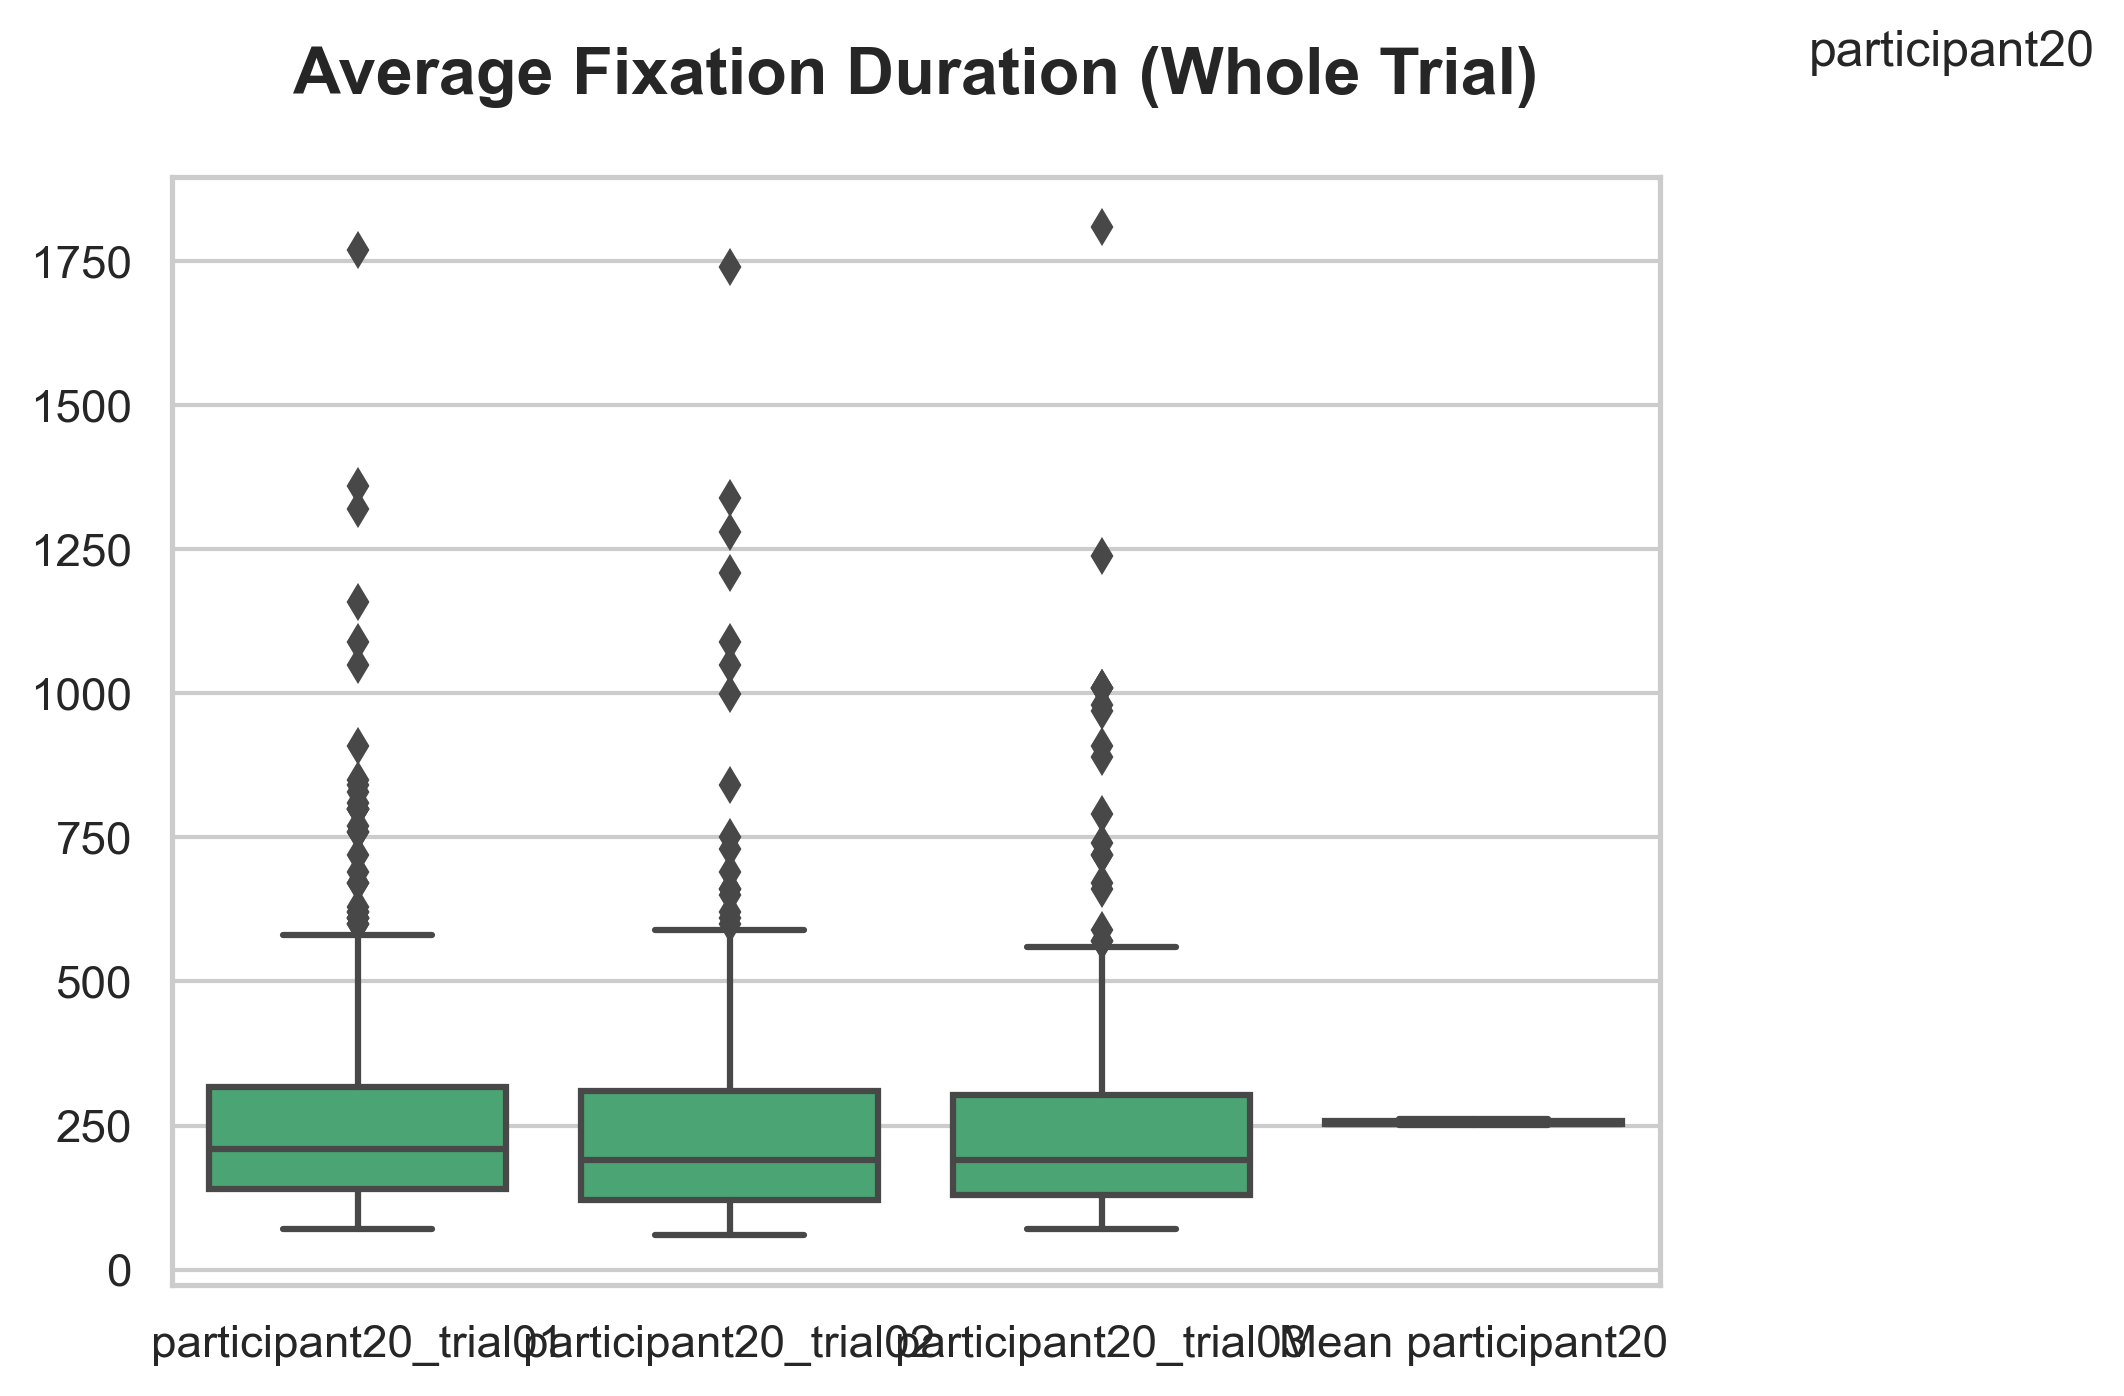 Average Fixation Duration (Whole Trial)
participant20
1750
1500
1250
1000
750
500
250
0
participant20_trial01
participant20_trial02
participant20_trial03
Mean participant20